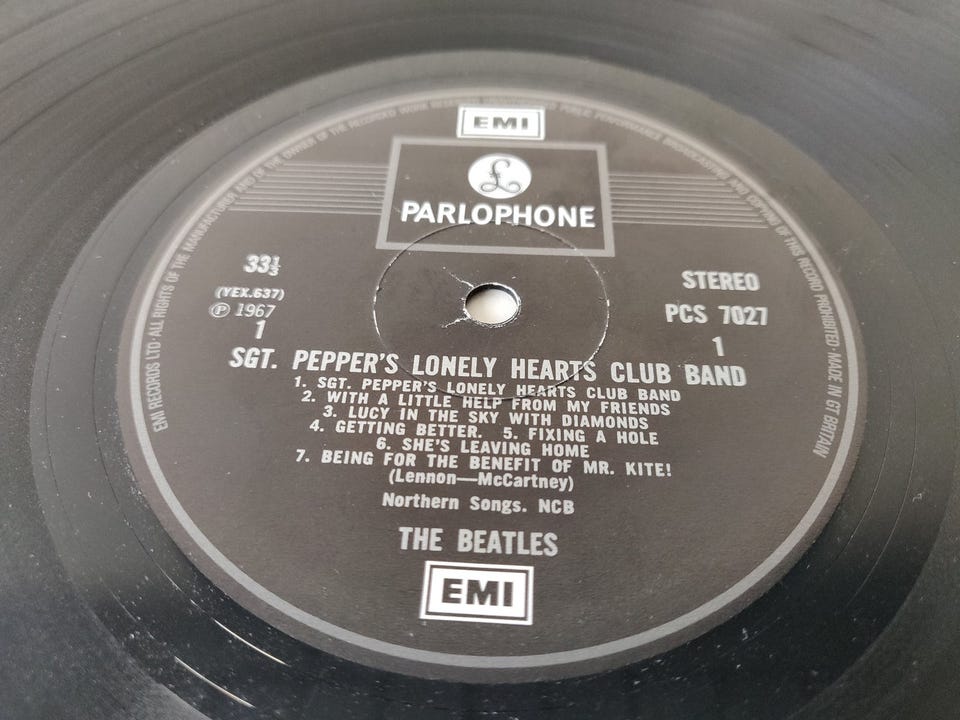 EMI RECORDS LTD·ALL RIGHTS OF THE MANUFACTURER AND OF THE OWNER OF THE RECORDED WORK RESERVED PUBLIC PERFORMANCE BROADCASTING AND COPYING OF THIS RECORD PROHIBITED·MADE IN GT BRITAIN
EMI
£
PARLOPHONE
33⅓
STEREO
(YEX.637)
Ⓟ 1967
PCS 7027
1
1
SGT. PEPPER'S LONELY HEARTS CLUB BAND
1. SGT. PEPPER'S LONELY HEARTS CLUB BAND
2. WITH A LITTLE HELP FROM MY FRIENDS
3. LUCY IN THE SKY WITH DIAMONDS
4. GETTING BETTER. 5. FIXING A HOLE
6. SHE'S LEAVING HOME
7. BEING FOR THE BENEFIT OF MR. KITE!
(Lennon—McCartney)
Northern Songs. NCB
THE BEATLES
EMI